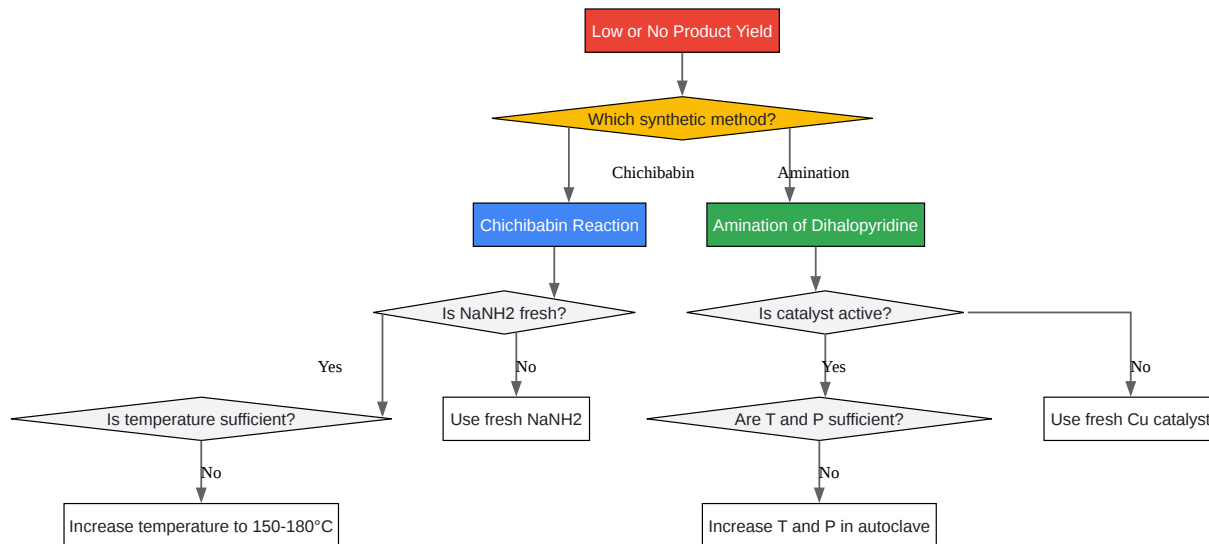 Low or No Product Yield
Which synthetic method?
Chichibabin
Amination
Chichibabin Reaction
Amination of Dihalopyridine
Is NaNH2 fresh?
Is catalyst active?
Yes
No
Yes
No
Is temperature sufficient?
Use fresh NaNH2
Are T and P sufficient?
Use fresh Cu catalyst
No
No
Increase temperature to 150-180°C
Increase T and P in autoclave